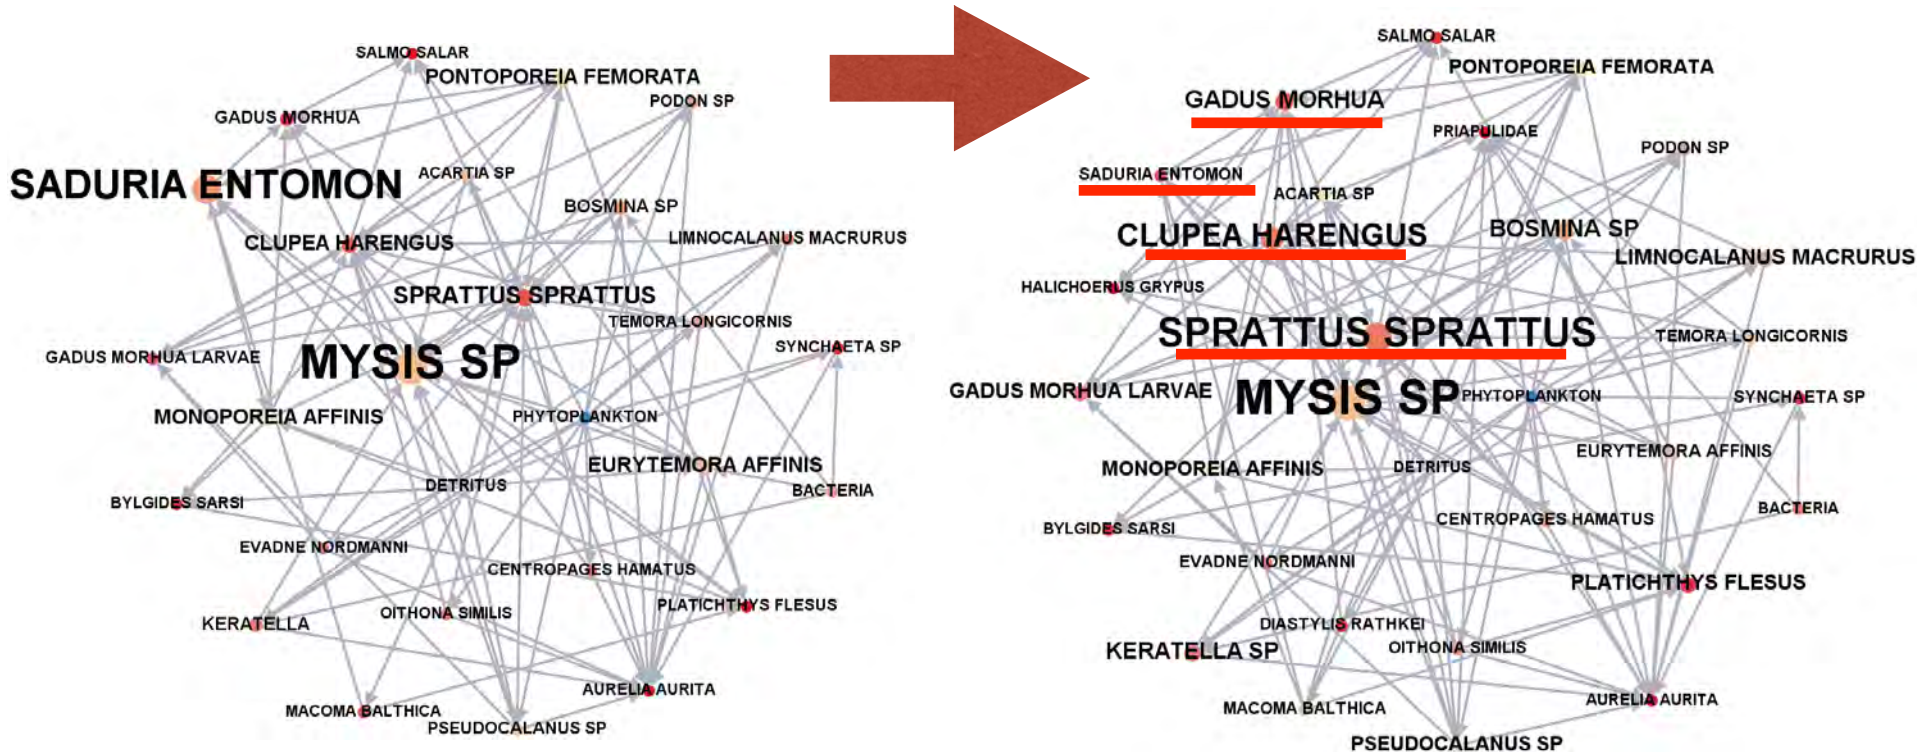 SALMO SALAR
PONTOPOREIA FEMORATA
PODON SP
GADUS MORHUA
ACARTIA SP
SADURIA ENTOMON
BOSMINA SP
CLUPEA HARENGUS
LIMNOCALANUS MACRURUS
SPRATTUS SPRATTUS
TEMORA LONGICORNIS
SYNCHAETA SP
GADUS MORHUA LARVAE
MYSIS SP
MONOPOREIA AFFINIS
PHYTOPLANKTON
EURYTEMORA AFFINIS
DETRITUS
BACTERIA
BYLGIDES SARSI
EVADNE NORDMANNI
CENTROPAGES HAMATUS
PLATICHTHYS FLESUS
OITHONA SIMILIS
KERATELLA
AURELIA AURITA
MACOMA BALTHICA
PSEUDOCALANUS SP
SALMO SALAR
PONTOPOREIA FEMORATA
GADUS MORHUA
PRIAPULIDAE
PODON SP
SADURIA ENTOMON
ACARTIA SP
BOSMINA SP
CLUPEA HARENGUS
LIMNOCALANUS MACRURUS
HALICHOERUS GRYPUS
SPRATTUS SPRATTUS
TEMORA LONGICORNIS
GADUS MORHUA LARVAE
MYSIS SP
PHYTOPLANKTON
SYNCHAETA SP
EURYTEMORA AFFINIS
MONOPOREIA AFFINIS
DETRITUS
BACTERIA
CENTROPAGES HAMATUS
BYLGIDES SARSI
EVADNE NORDMANNI
PLATICHTHYS FLESUS
DIASTYLIS RATHKEI
OITHONA SIMILIS
KERATELLA SP
AURELIA AURITA
MACOMA BALTHICA
PSEUDOCALANUS SP